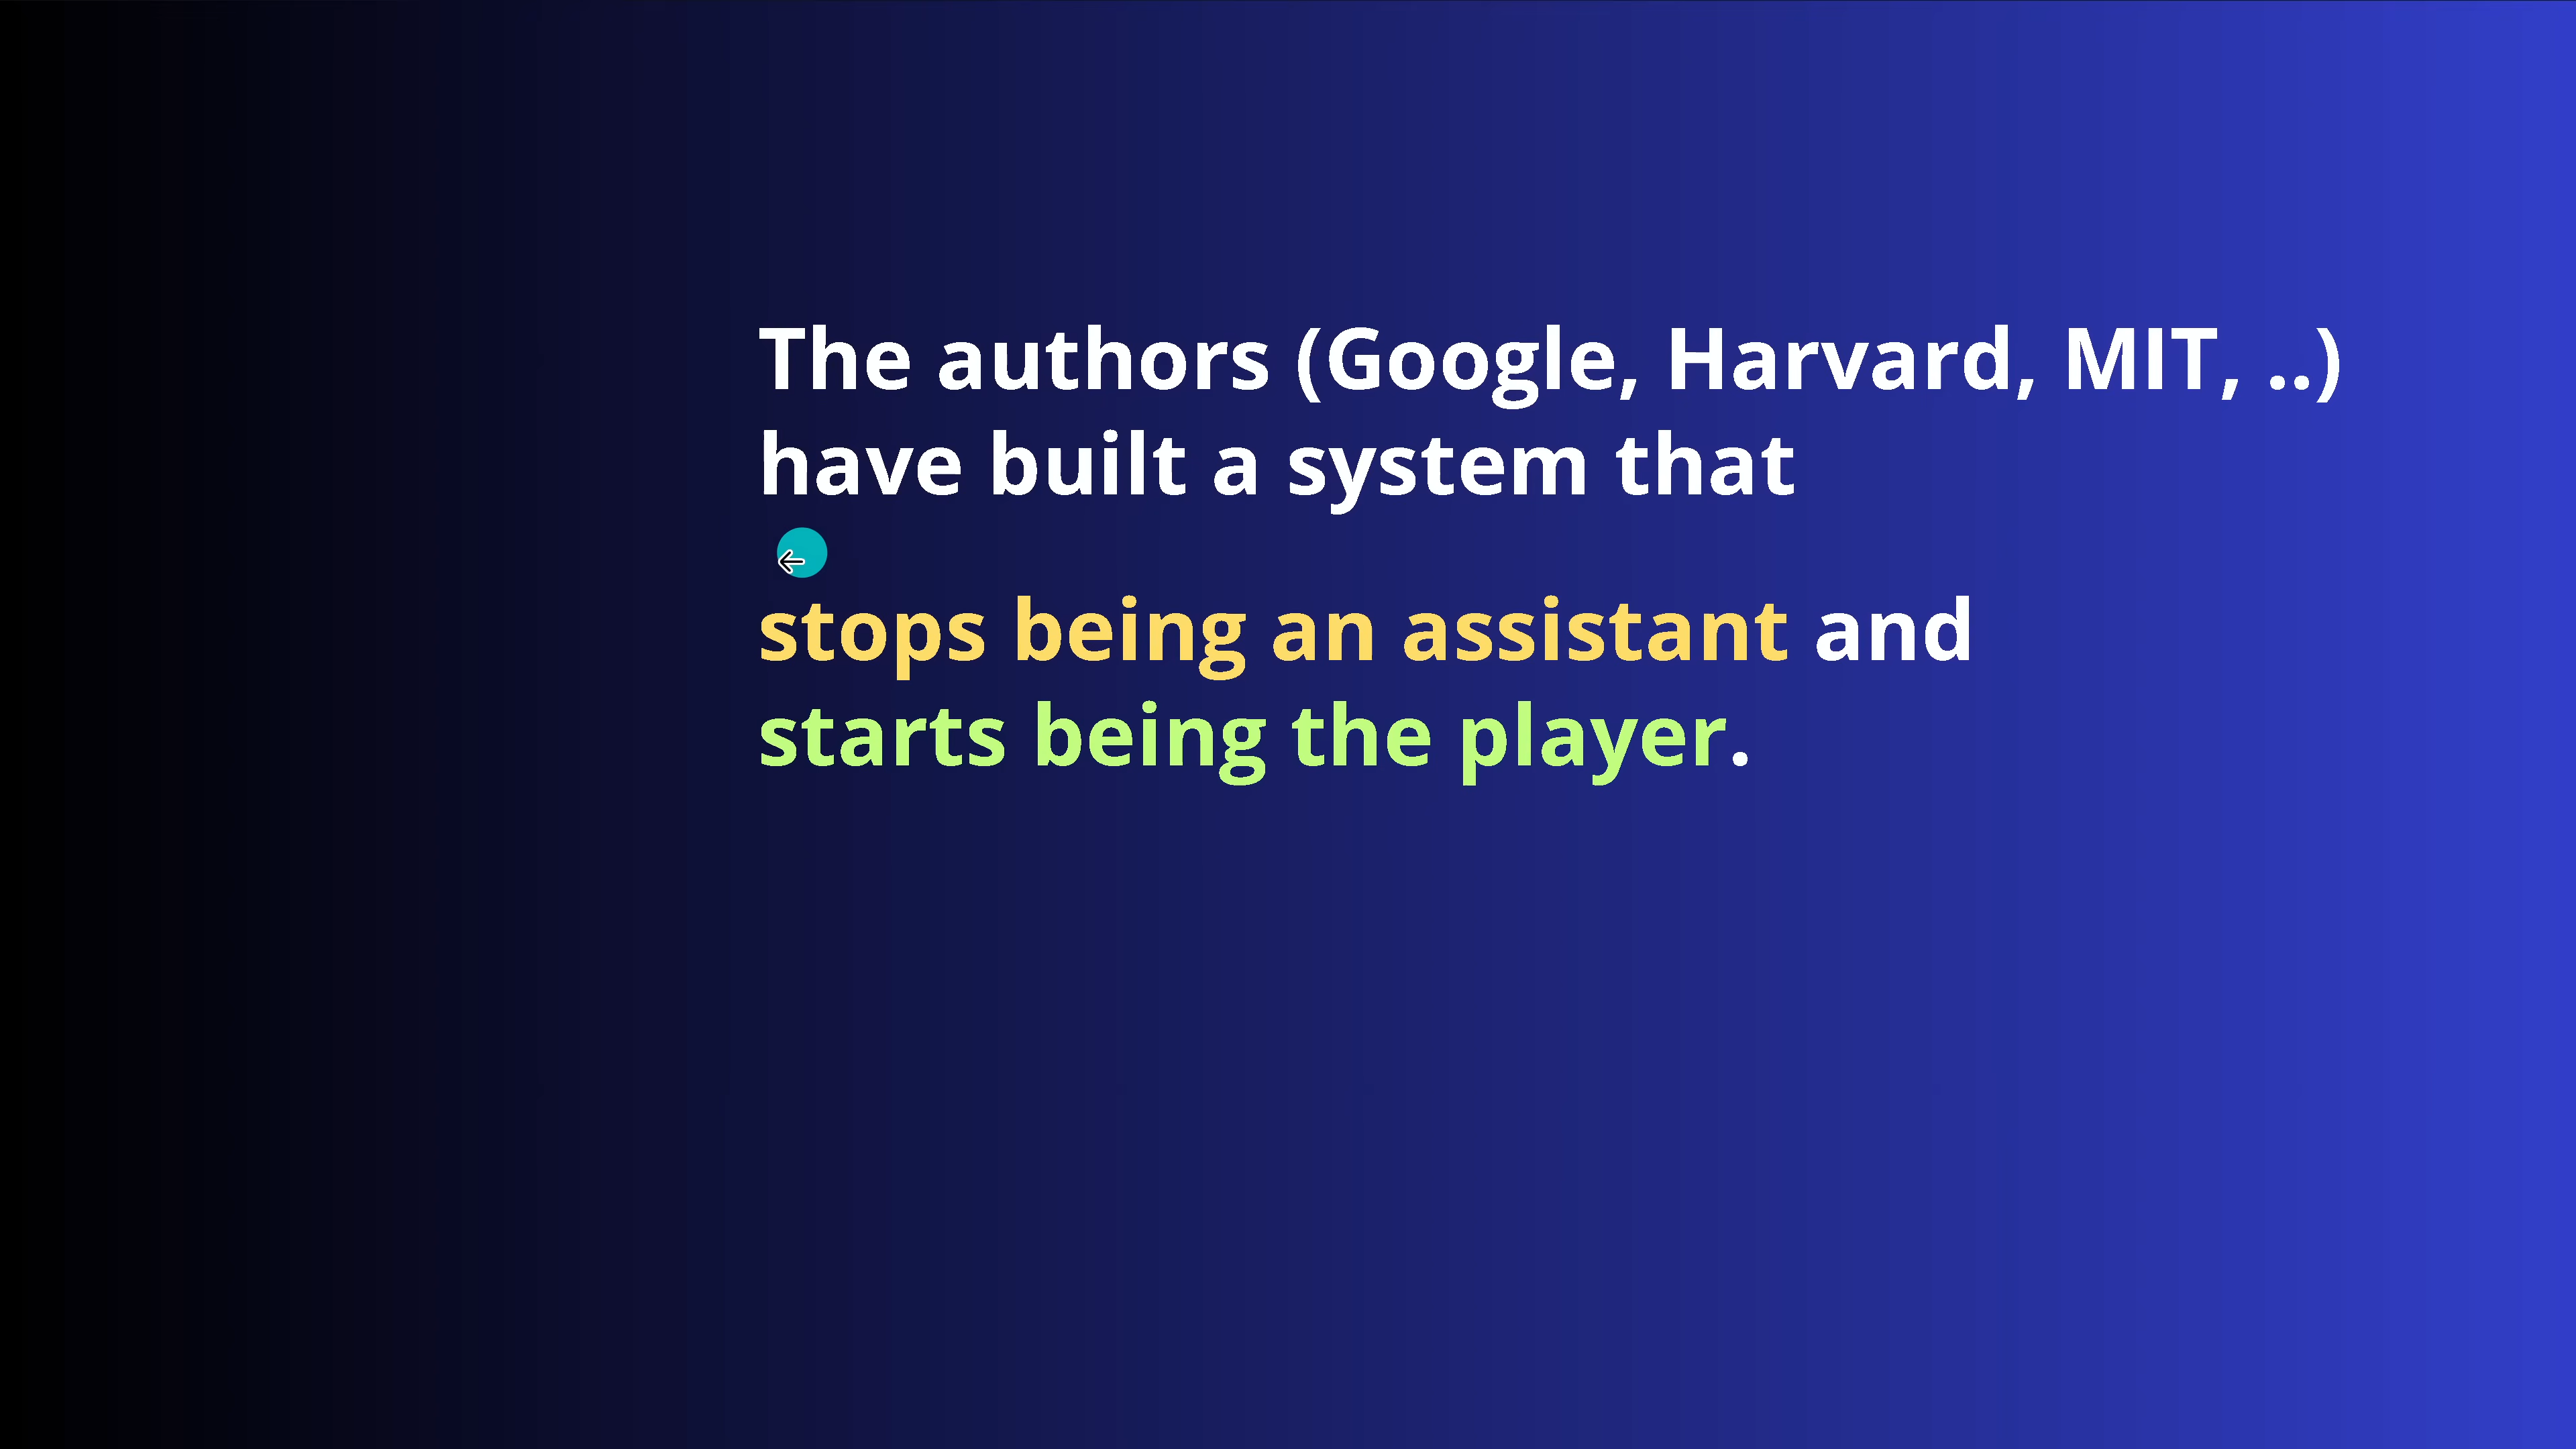 The authors (Google, Harvard, MIT, ..)
have built a system that
stops being an assistant and
starts being the player.